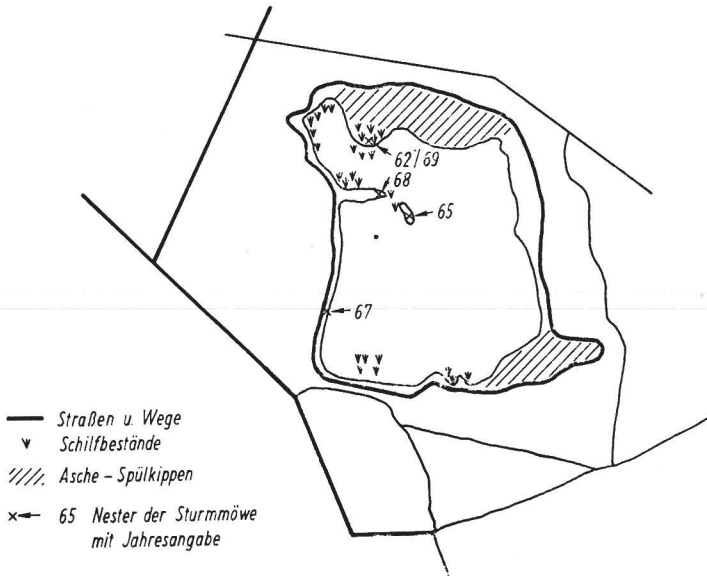 62/69
68
65
67
Straßen u. Wege
Schilfbestände
Asche – Spülkippen
65 Nester der Sturmmöwe
mit Jahresangabe